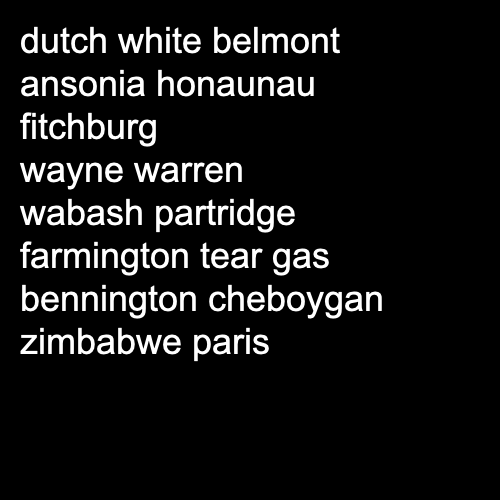 dutch white belmont
ansonia honaunau
fitchburg
wayne warren
wabash partridge
farmington tear gas
bennington cheboygan
zimbabwe paris